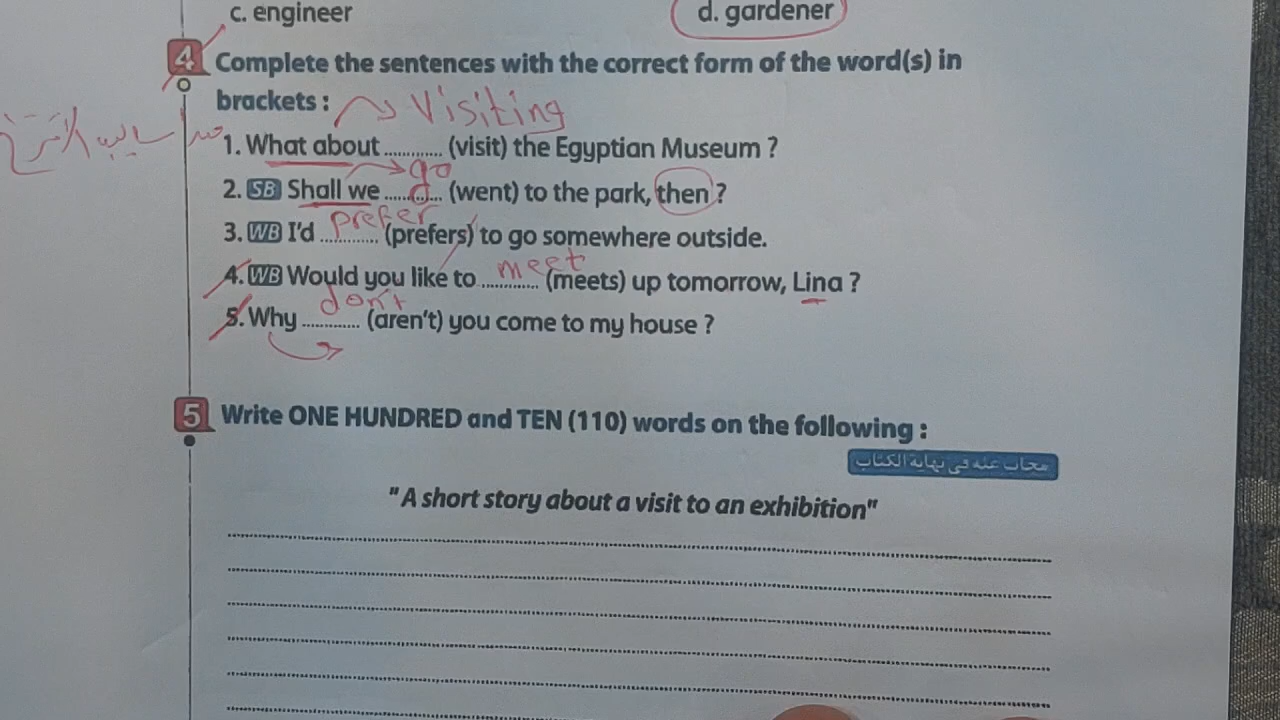 c. engineer
d. gardener
4 Complete the sentences with the correct form of the word(s) in
brackets :
visiting
1. What about ............ (visit) the Egyptian Museum ?
go
2. SB Shall we ............ (went) to the park, then ?
prefer
3. WB I'd ............ (prefers) to go somewhere outside.
meet
4. WB Would you like to ............ (meets) up tomorrow, Lina ?
don't
5. Why ............ (aren't) you come to my house ?
5 Write ONE HUNDRED and TEN (110) words on the following :
مجاب عنه فى نهاية الكتاب
"A short story about a visit to an exhibition"